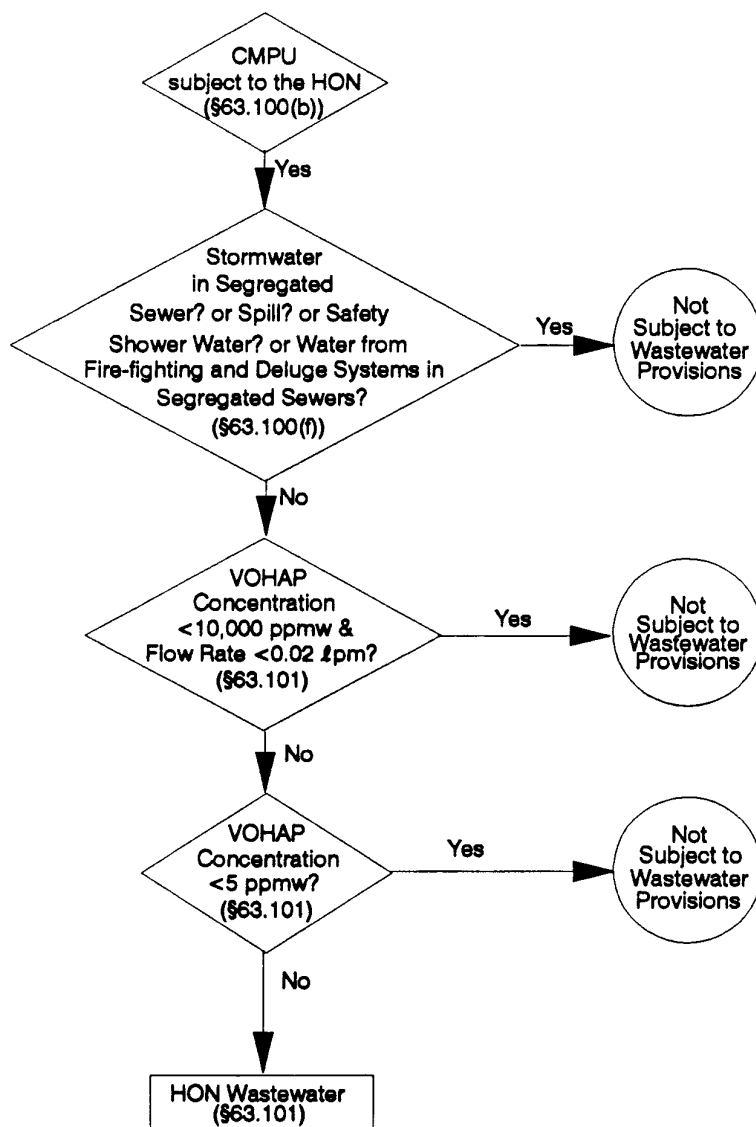 CMPU
subject to the HON
(§63.100(b))
Yes
Stormwater
in Segregated
Sewer? or Spill? or Safety
Shower Water? or Water from
Fire-fighting and Deluge Systems in
Segregated Sewers?
(§63.100(f))
Yes
Not
Subject to
Wastewater
Provisions
No
VOHAP
Concentration
<10,000 ppmw &
Flow Rate <0.02 ℓpm?
(§63.101)
Yes
Not
Subject to
Wastewater
Provisions
No
VOHAP
Concentration
<5 ppmw?
(§63.101)
Yes
Not
Subject to
Wastewater
Provisions
No
HON Wastewater
(§63.101)